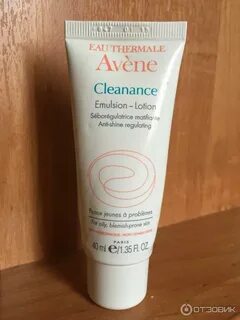 EAU THERMALE
Avène
Cleanance
Emulsion - Lotion
Séborégulatrice matifiante
Anti-shine regulating
Peaux jeunes à problèmes
For oily, blemish-prone skin
PARIS
40 ml e/1.35 FL. OZ.
ОТЗОВИК